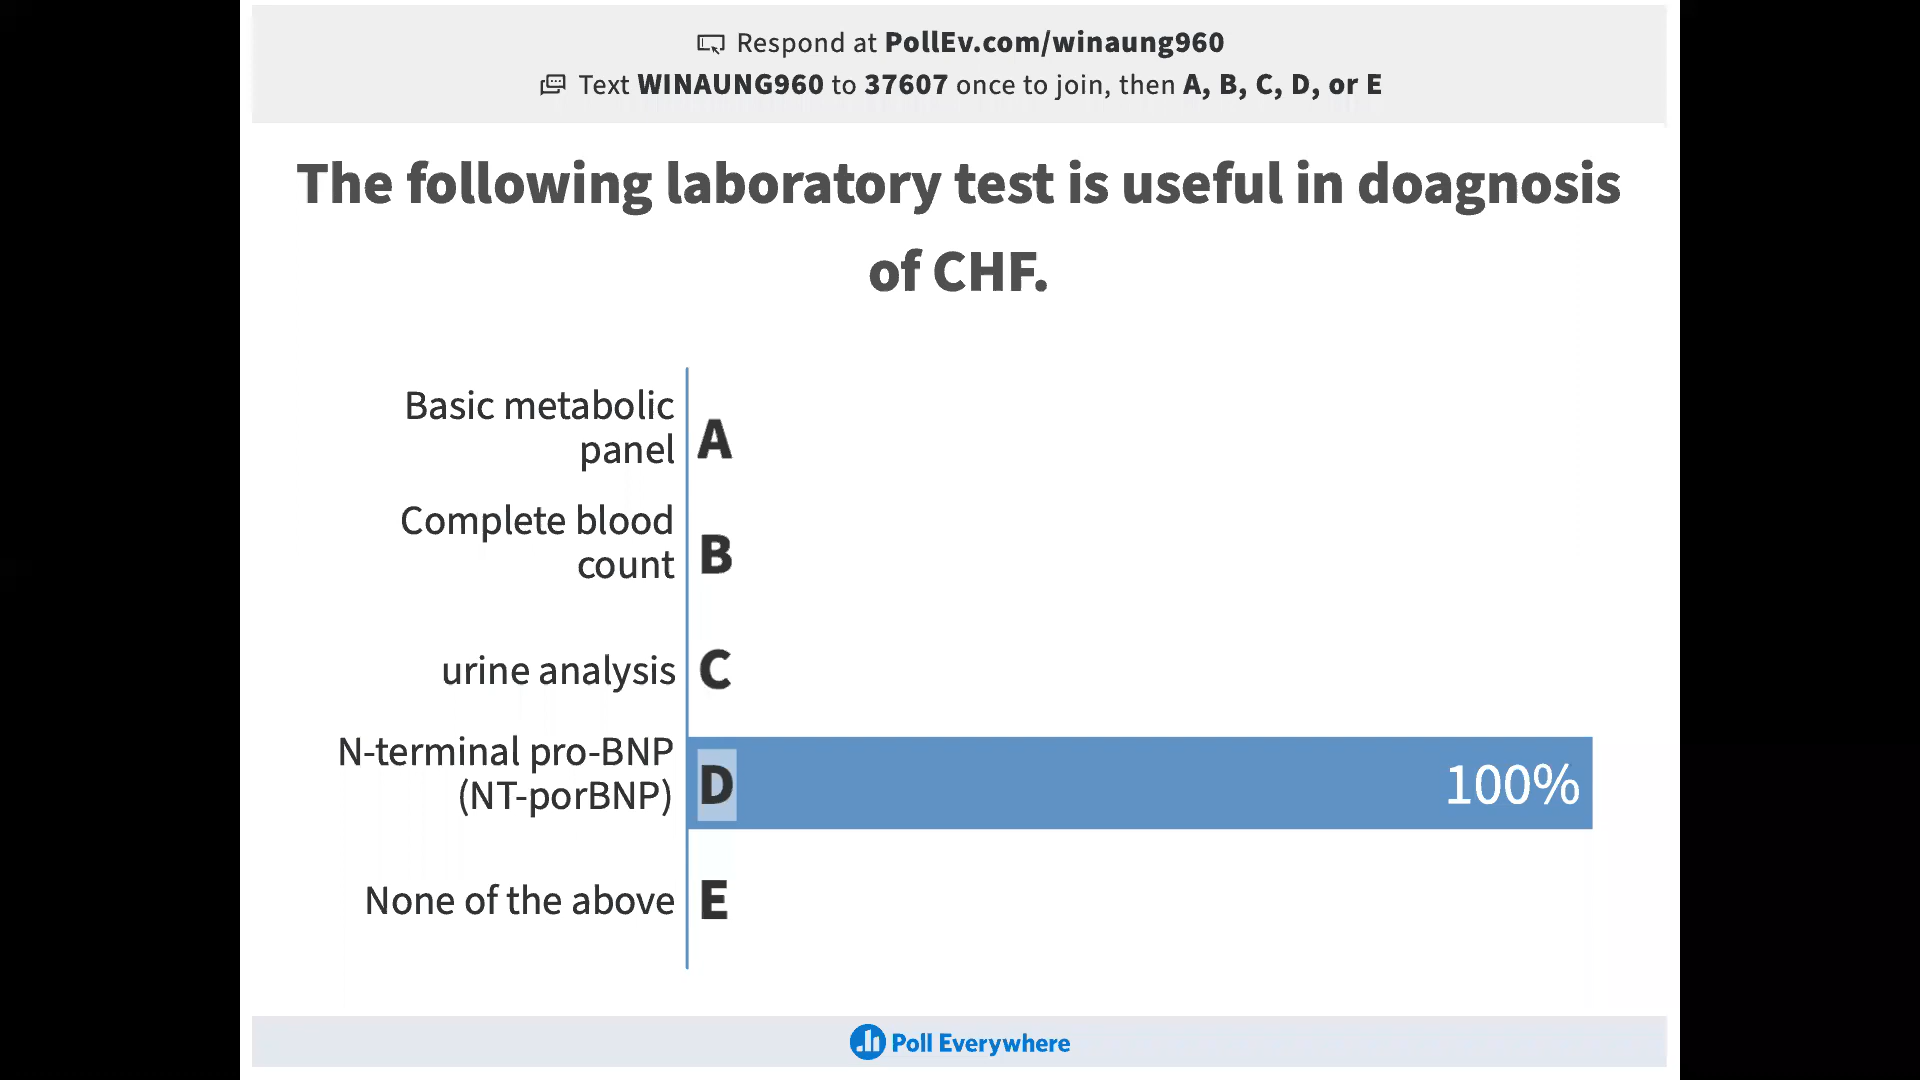 Respond at PollEv.com/winaung960
Text WINAUNG960 to 37607 once to join, then A, B, C, D, or E
The following laboratory test is useful in doagnosis
of CHF.
Basic metabolic
panel
A
Complete blood
count
B
urine analysis
C
N-terminal pro-BNP
(NT-porBNP)
D
100%
None of the above
E
Poll Everywhere